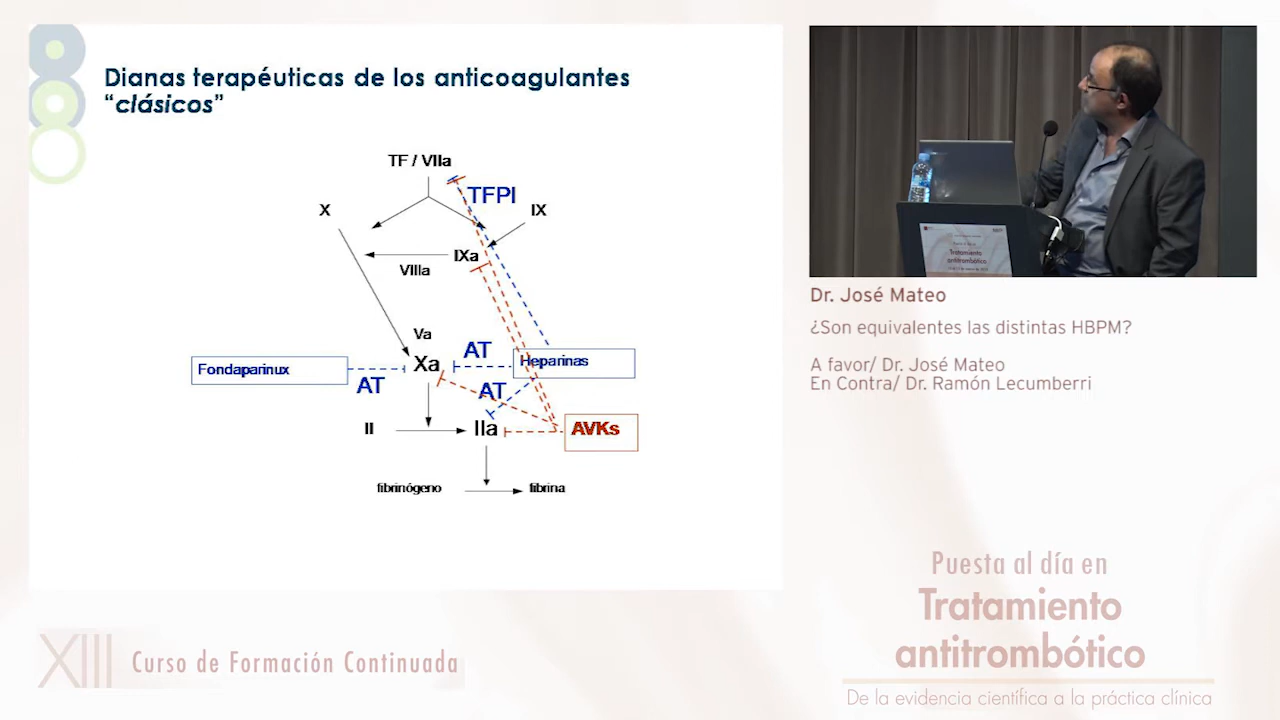 Dianas terapéuticas de los anticoagulantes
“clásicos”
TF / VIIa
TFPI
X
IX
IXa
VIIIa
Va
Xa
AT
Heparinas
Fondaparinux
AT
AT
II
IIa
AVKs
fibrinógeno
fibrina
Tratamiento
antitrombótico
Dr. José Mateo
¿Son equivalentes las distintas HBPM?
A favor/ Dr. José Mateo
En Contra/ Dr. Ramón Lecumberri
Puesta al día en
Tratamiento
antitrombótico
De la evidencia científica a la práctica clínica
XIII Curso de Formación Continuada